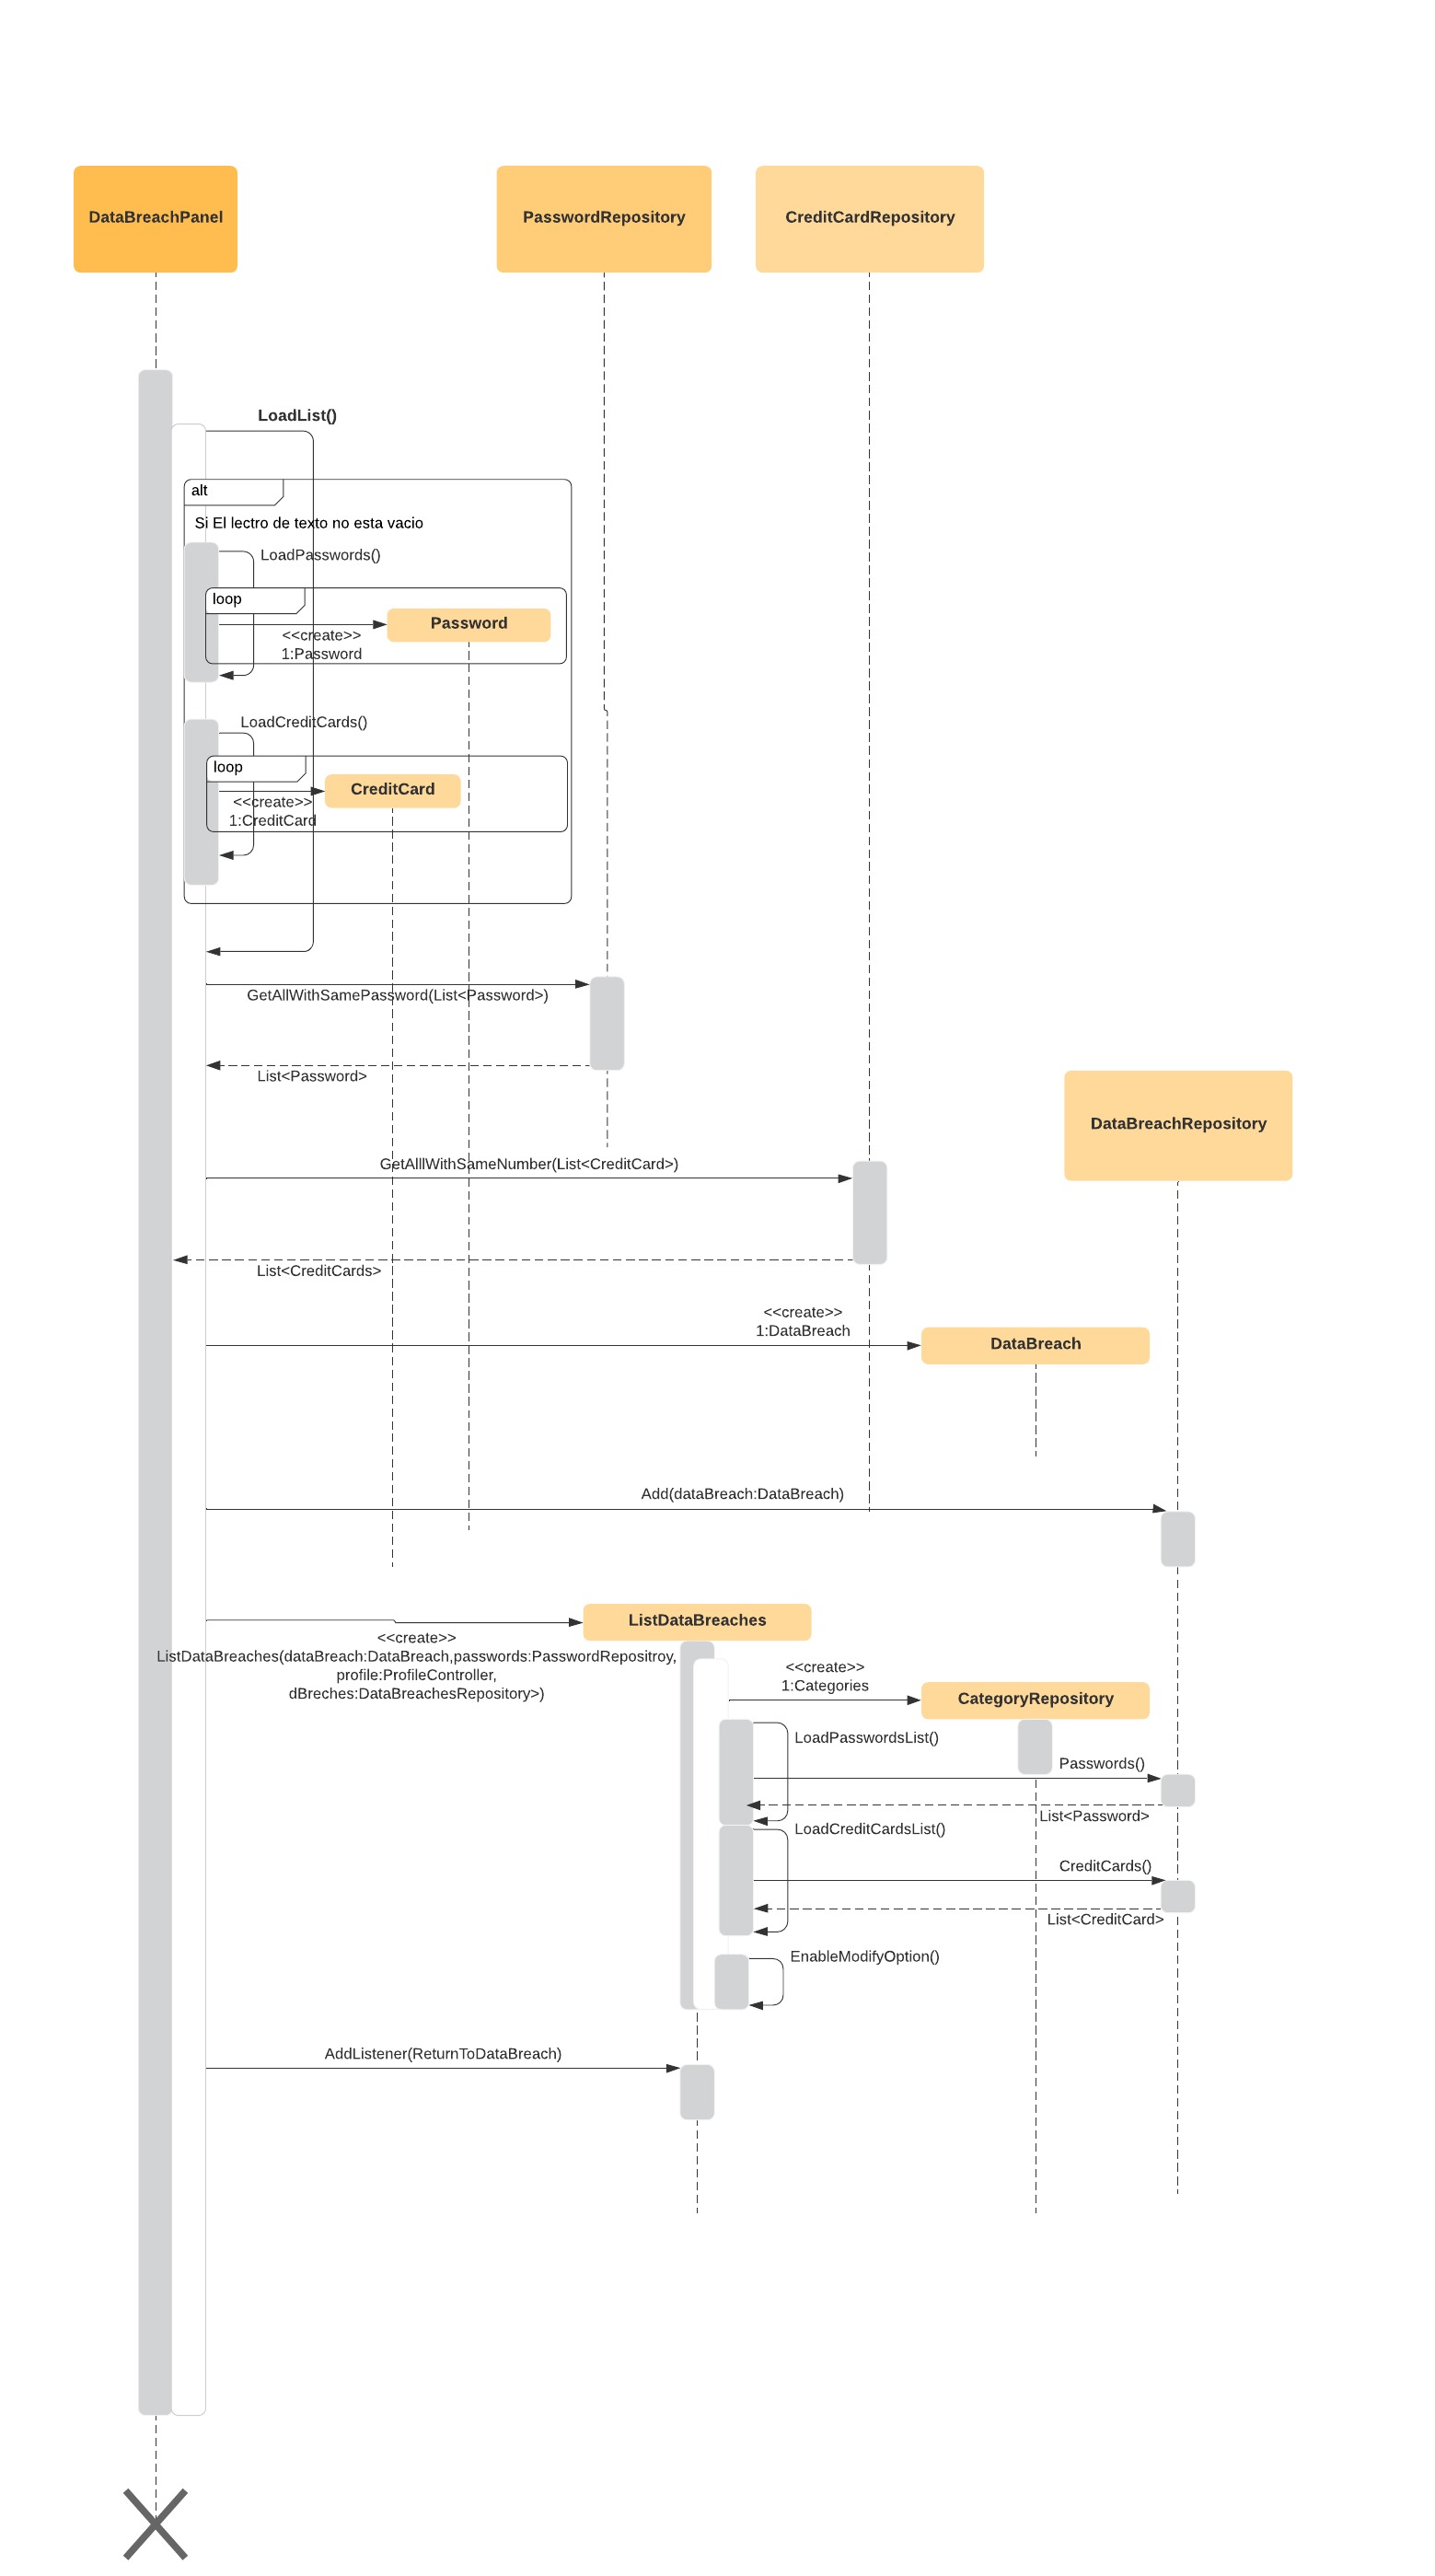 DataBreachPanel
PasswordRepository
CreditCardRepository
LoadList()
alt
Si El lectro de texto no esta vacio
LoadPasswords()
loop
Password
<<create>>
1:Password
LoadCreditCards()
loop
CreditCard
<<create>>
1:CreditCard
GetAllWithSamePassword(List<Password>)
List<Password>
DataBreachRepository
GetAlllWithSameNumber(List<CreditCard>)
List<CreditCards>
<<create>>
1:DataBreach
DataBreach
Add(dataBreach:DataBreach)
ListDataBreaches
<<create>>
ListDataBreaches(dataBreach:DataBreach,passwords:PasswordRepositroy,
profile:ProfileController,
dBreches:DataBreachesRepository>)
<<create>>
1:Categories
CategoryRepository
LoadPasswordsList()
Passwords()
List<Password>
LoadCreditCardsList()
CreditCards()
List<CreditCard>
EnableModifyOption()
AddListener(ReturnToDataBreach)